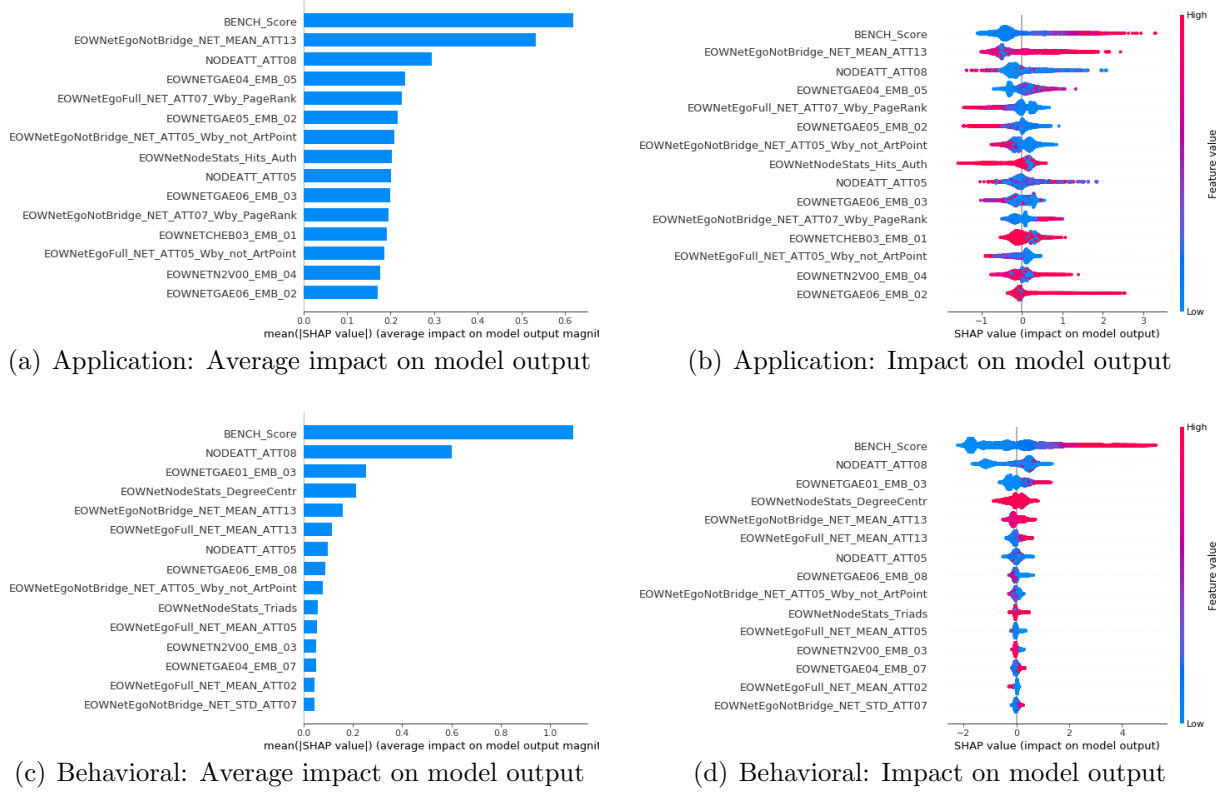 BENCH_Score
EOWNetEgoNotBridge_NET_MEAN_ATT13
NODEATT_ATT08
EOWNETGAE04_EMB_05
EOWNetEgoFull_NET_ATT07_Wby_PageRank
EOWNETGAE05_EMB_02
EOWNetEgoNotBridge_NET_ATT05_Wby_not_ArtPoint
EOWNetNodeStats_Hits_Auth
NODEATT_ATT05
EOWNETGAE06_EMB_03
EOWNetEgoNotBridge_NET_ATT07_Wby_PageRank
EOWNETCHEB03_EMB_01
EOWNetEgoFull_NET_ATT05_Wby_not_ArtPoint
EOWNETN2V00_EMB_04
EOWNETGAE06_EMB_02
0.0 0.1 0.2 0.3 0.4 0.5 0.6
mean(|SHAP value|) (average impact on model output magnit
(a) Application: Average impact on model output
BENCH_Score
EOWNetEgoNotBridge_NET_MEAN_ATT13
NODEATT_ATT08
EOWNETGAE04_EMB_05
EOWNetEgoFull_NET_ATT07_Wby_PageRank
EOWNETGAE05_EMB_02
EOWNetEgoNotBridge_NET_ATT05_Wby_not_ArtPoint
EOWNetNodeStats_Hits_Auth
NODEATT_ATT05
EOWNETGAE06_EMB_03
EOWNetEgoNotBridge_NET_ATT07_Wby_PageRank
EOWNETCHEB03_EMB_01
EOWNetEgoFull_NET_ATT05_Wby_not_ArtPoint
EOWNETN2V00_EMB_04
EOWNETGAE06_EMB_02
−1 0 1 2 3
SHAP value (impact on model output)
High
Feature value
Low
(b) Application: Impact on model output
BENCH_Score
NODEATT_ATT08
EOWNETGAE01_EMB_03
EOWNetNodeStats_DegreeCentr
EOWNetEgoNotBridge_NET_MEAN_ATT13
EOWNetEgoFull_NET_MEAN_ATT13
NODEATT_ATT05
EOWNETGAE06_EMB_08
EOWNetEgoNotBridge_NET_ATT05_Wby_not_ArtPoint
EOWNetNodeStats_Triads
EOWNetEgoFull_NET_MEAN_ATT05
EOWNETN2V00_EMB_03
EOWNETGAE04_EMB_07
EOWNetEgoFull_NET_MEAN_ATT02
EOWNetEgoNotBridge_NET_STD_ATT07
0.0 0.2 0.4 0.6 0.8 1.0
mean(|SHAP value|) (average impact on model output magnit
(c) Behavioral: Average impact on model output
BENCH_Score
NODEATT_ATT08
EOWNETGAE01_EMB_03
EOWNetNodeStats_DegreeCentr
EOWNetEgoNotBridge_NET_MEAN_ATT13
EOWNetEgoFull_NET_MEAN_ATT13
NODEATT_ATT05
EOWNETGAE06_EMB_08
EOWNetEgoNotBridge_NET_ATT05_Wby_not_ArtPoint
EOWNetNodeStats_Triads
EOWNetEgoFull_NET_MEAN_ATT05
EOWNETN2V00_EMB_03
EOWNETGAE04_EMB_07
EOWNetEgoFull_NET_MEAN_ATT02
EOWNetEgoNotBridge_NET_STD_ATT07
−2 0 2 4
SHAP value (impact on model output)
High
Feature value
Low
(d) Behavioral: Impact on model output